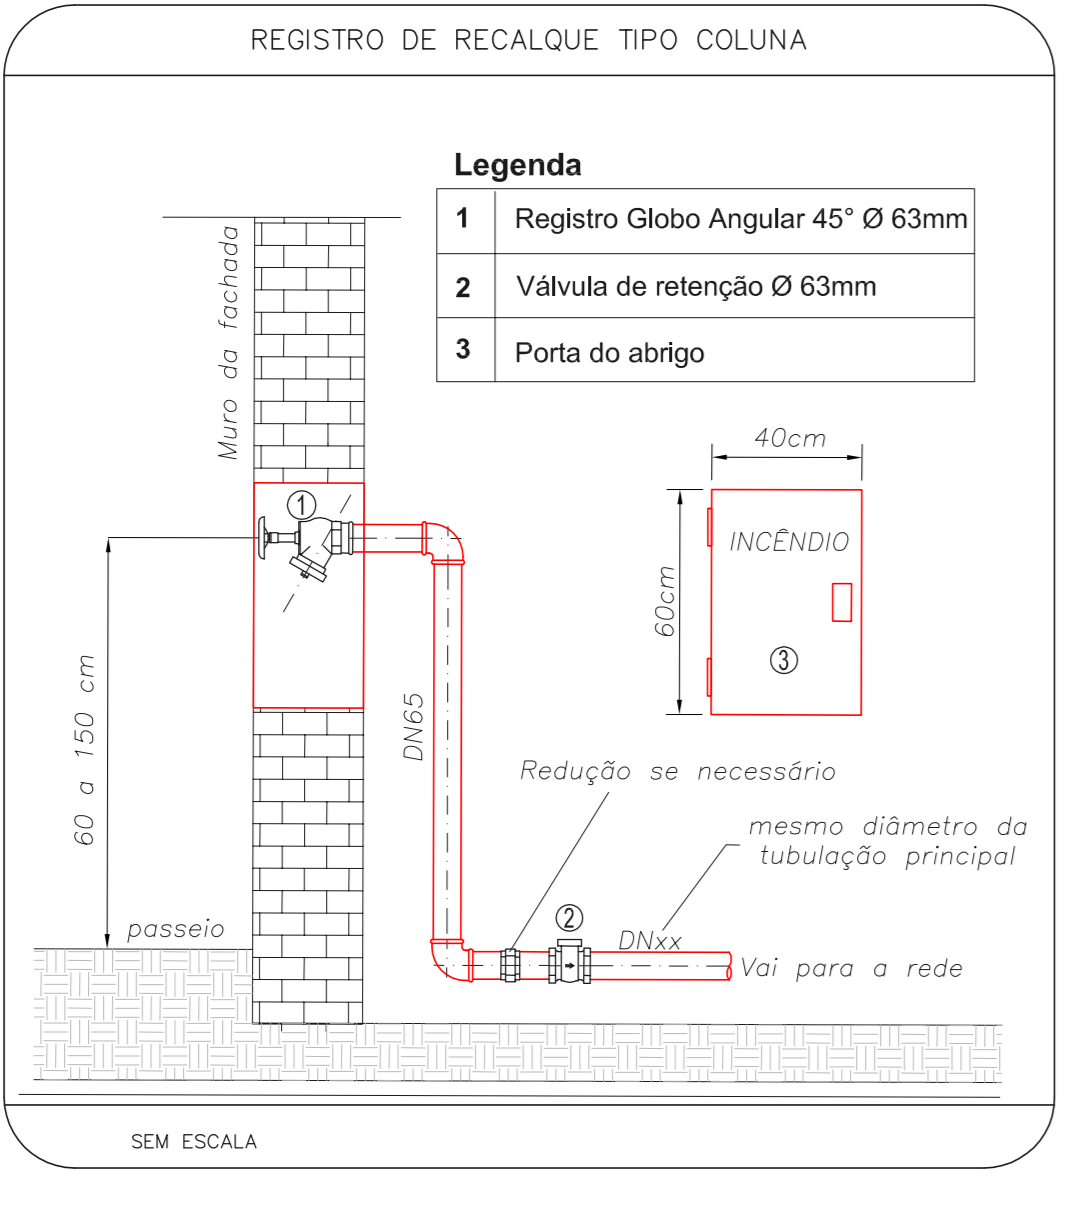 REGISTRO DE RECALQUE TIPO COLUNA
Legenda
1 Registro Globo Angular 45° Ø 63mm
2 Válvula de retenção Ø 63mm
3 Porta do abrigo
Muro da fachada
1
40cm
INCÊNDIO
60cm
3
60 a 150 cm
DN65
Redução se necessário
mesmo diâmetro da
tubulação principal
passeio
2
DNxx
Vai para a rede
SEM ESCALA